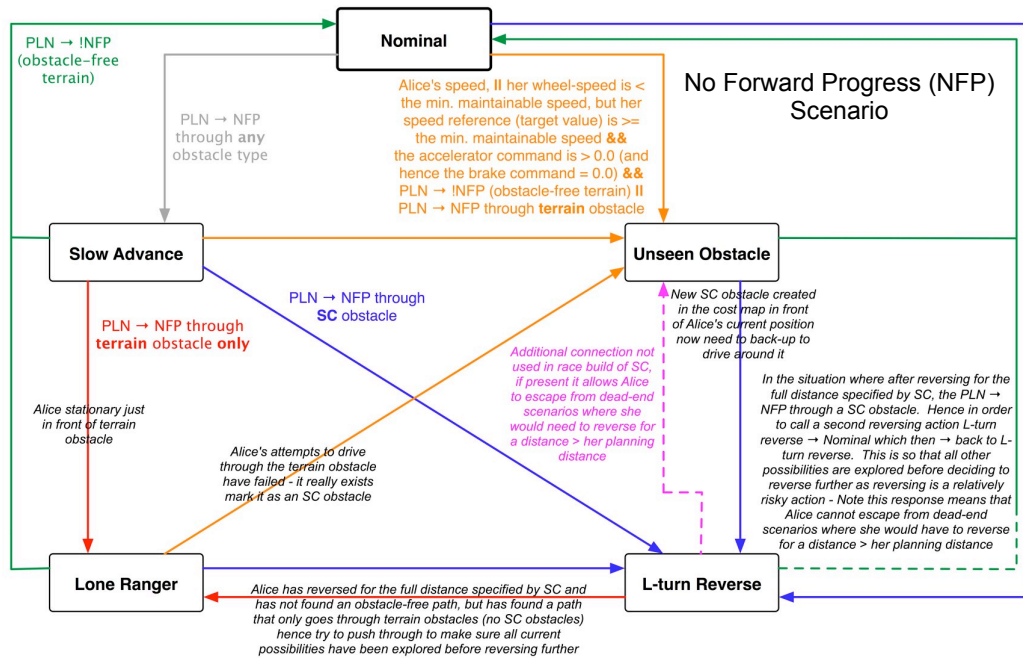 Nominal
PLN → !NFP
(obstacle-free
terrain)
No Forward Progress (NFP)
Scenario
Alice's speed, II her wheel-speed is <
the min. maintainable speed, but her
speed reference (target value) is >=
the min. maintainable speed &&
the accelerator command is > 0.0 (and
hence the brake command = 0.0) &&
PLN → !NFP (obstacle-free terrain) II
PLN → NFP through terrain obstacle
PLN → NFP
through any
obstacle type
Slow Advance
Unseen Obstacle
PLN → NFP through
SC obstacle
New SC obstacle created
in the cost map in front
of Alice's current position
now need to back-up to
drive around it
PLN → NFP through
terrain obstacle only
Additional connection not
used in race build of SC,
if present it allows Alice
to escape from dead-end
scenarios where she
would need to reverse for
a distance > her planning
distance
In the situation where after reversing for the
full distance specified by SC, the PLN →
NFP through a SC obstacle. Hence in order
to call a second reversing action L-turn
reverse → Nominal which then → back to L-
turn reverse. This is so that all other
possibilities are explored before deciding to
reverse further as reversing is a relatively
risky action - Note this response means that
Alice cannot escape from dead-end
scenarios where she would have to reverse
for a distance > her planning distance
Alice stationary just
in front of terrain
obstacle
Alice's attempts to drive
through the terrain obstacle
have failed - it really exists
mark it as an SC obstacle
Lone Ranger
L-turn Reverse
Alice has reversed for the full distance specified by SC and
has not found an obstacle-free path, but has found a path
that only goes through terrain obstacles (no SC obstacles)
hence try to push through to make sure all current
possibilities have been explored before reversing further